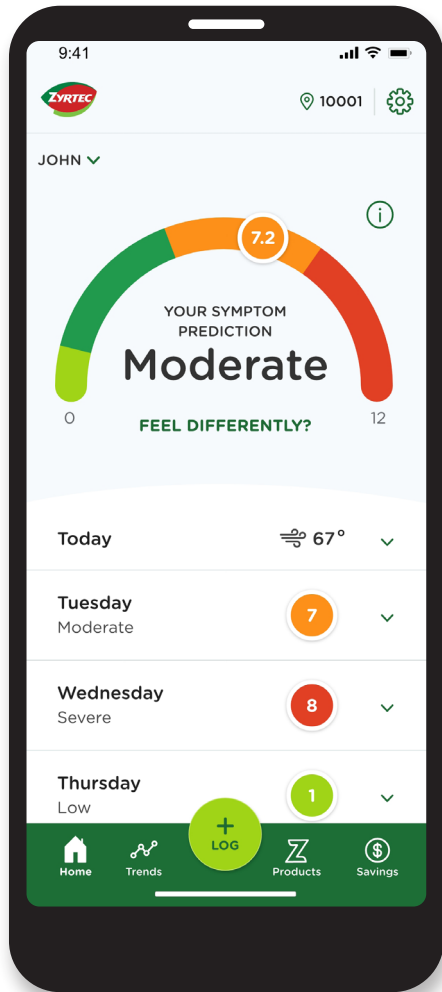 9:41
ZYRTEC
10001
JOHN
7.2
YOUR SYMPTOM
PREDICTION
Moderate
0
12
FEEL DIFFERENTLY?
Today
67°
Tuesday
Moderate
7
Wednesday
Severe
8
Thursday
Low
1
+
LOG
Home
Trends
Products
Savings